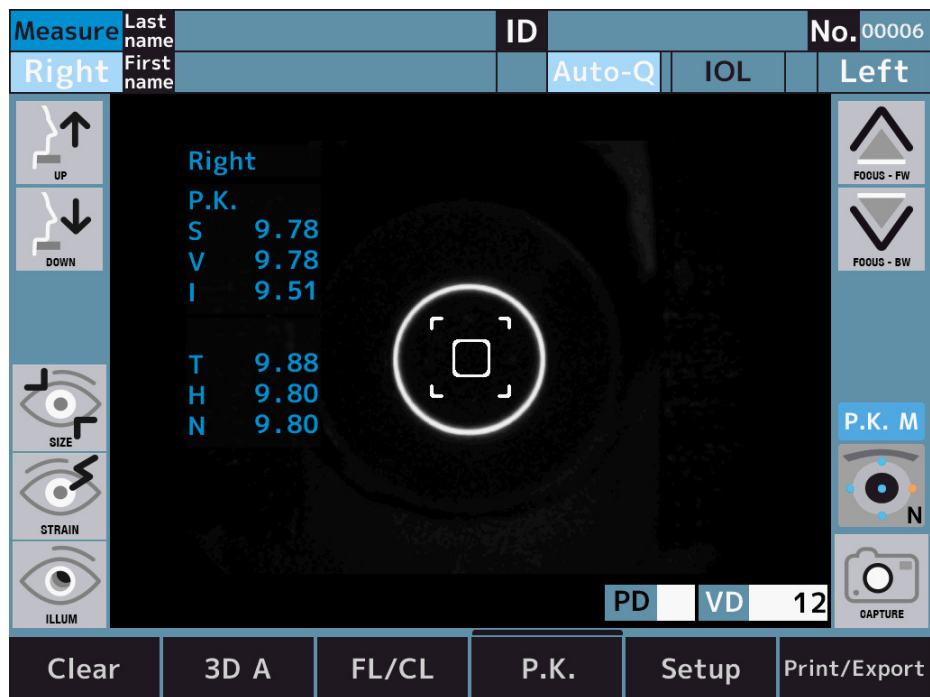 Measure Last name ID No. 00006
Right First name Auto-Q IOL Left
UP
DOWN
SIZE
STRAIN
ILLUM
Right
P.K.
S 9.78
V 9.78
I 9.51
T 9.88
H 9.80
N 9.80
FOCUS - FW
FOCUS - BW
P.K. M
N
CAPTURE
PD VD 12
Clear 3D A FL/CL P.K. Setup Print/Export